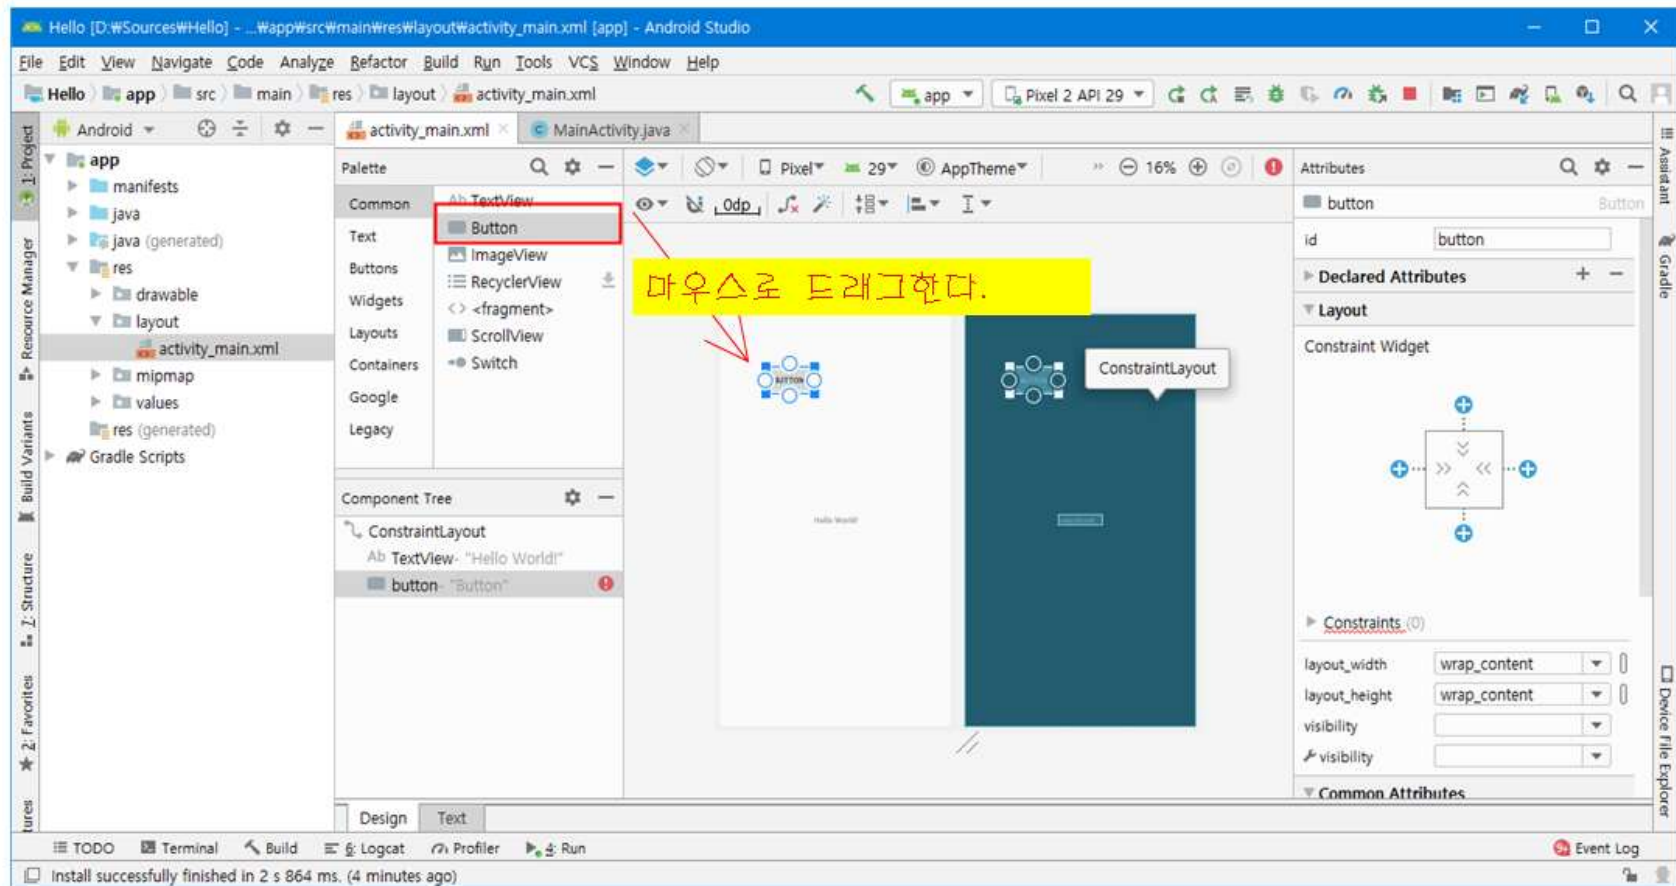 Hello [D:₩Sources₩Hello] - ...₩app₩src₩main₩res₩layout₩activity_main.xml [app] - Android Studio
File Edit View Navigate Code Analyze Refactor Build Run Tools VCS Window Help
Hello app src main res layout activity_main.xml app Pixel 2 API 29
1: Project
Resource Manager
Build Variants
7: Structure
2: Favorites
Android
app
manifests
java
java (generated)
res
drawable
layout
activity_main.xml
mipmap
values
res (generated)
Gradle Scripts
activity_main.xml MainActivity.java
Palette
Common
Text
Buttons
Widgets
Layouts
Containers
Google
Legacy
Ab TextView
Button
ImageView
RecyclerView
<> <fragment>
ScrollView
Switch
Component Tree
ConstraintLayout
Ab TextView- "Hello World!"
button- "Button"
Pixel 29 AppTheme » 16%
0dp
마우스로 드래그한다.
BUTTON
ConstraintLayout
Hello World!
Attributes
button Button
id button
Declared Attributes
Layout
Constraint Widget
Constraints (0)
layout_width wrap_content
layout_height wrap_content
visibility
visibility
Common Attributes
Assistant
Gradle
Device File Explorer
Design Text
TODO Terminal Build 6: Logcat Profiler 4: Run Event Log
Install successfully finished in 2 s 864 ms. (4 minutes ago)